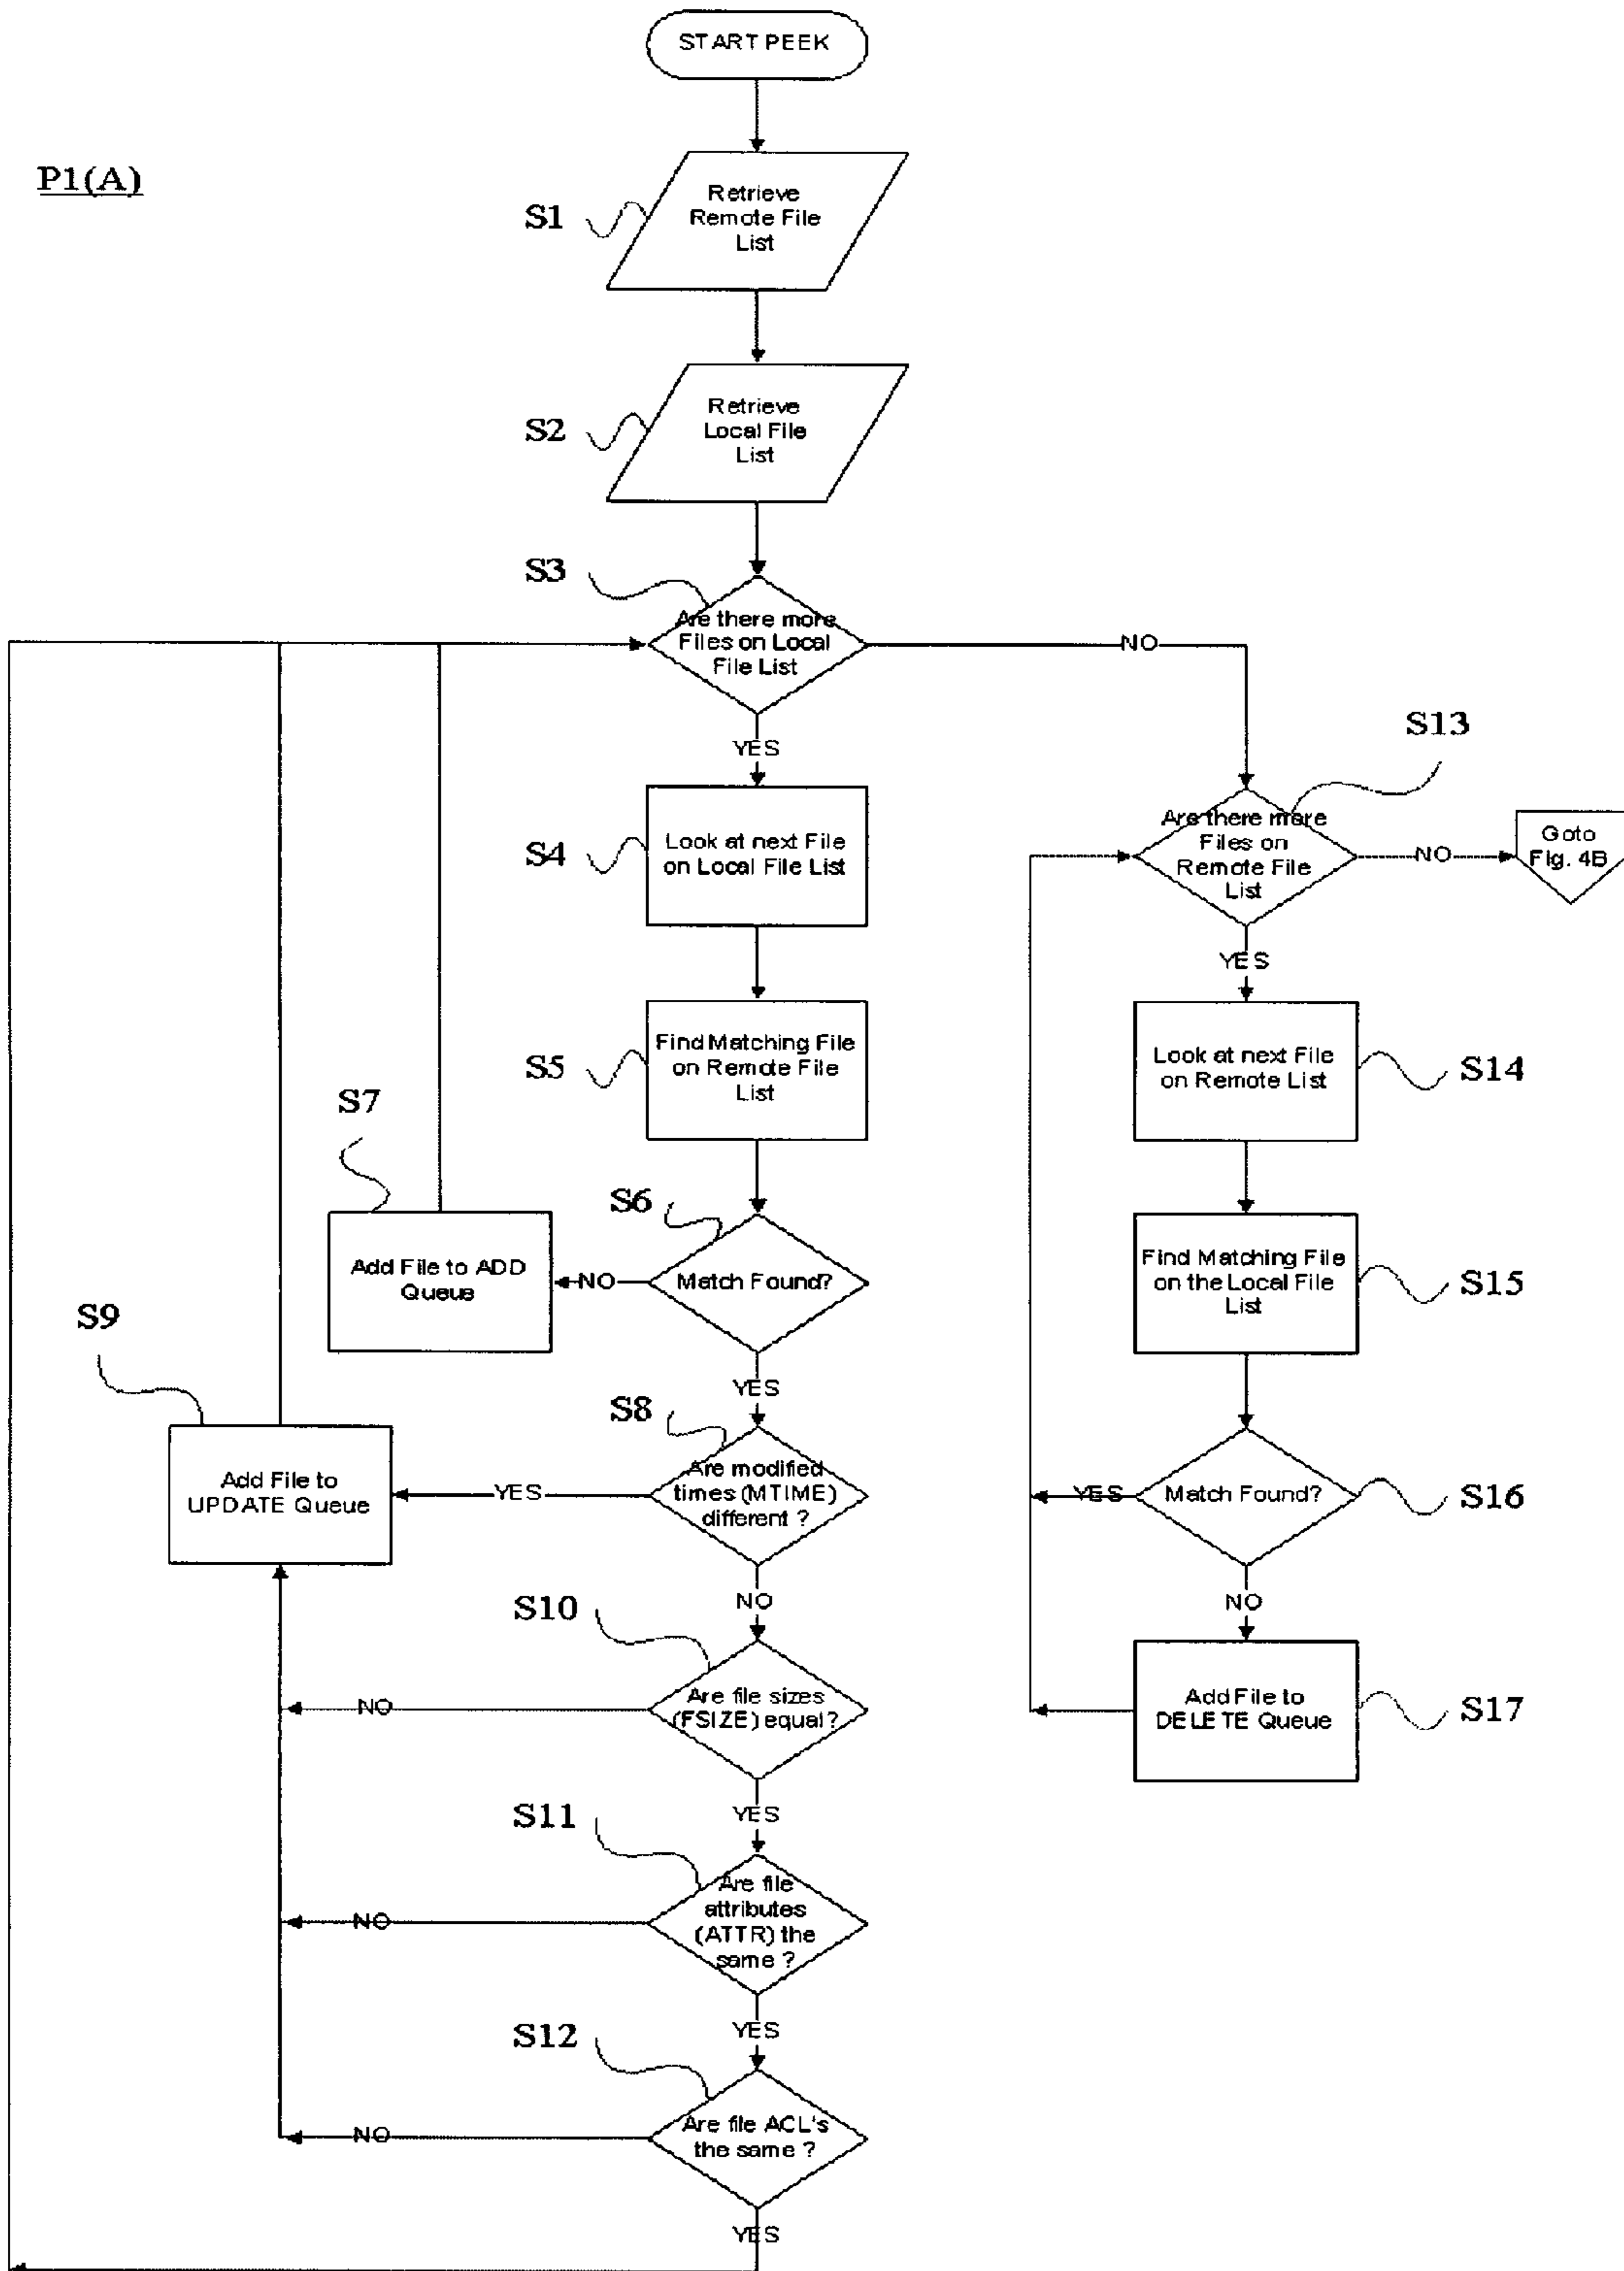 START PEEK
P1(A)
S1
Retrieve
Remote File
List
S2
Retrieve
Local File
List
S3
Are there more
Files on Local
File List
NO
YES
S13
Are there more
Files on
Remote File
List
NO
Goto
Fig. 4B
S4
Look at next File
on Local File List
YES
S5
Find Matching File
on Remote File
List
Look at next File
on Remote List
S14
S7
Add File to ADD
Queue
S6
NO
Match Found?
Find Matching File
on the Local File
List
S15
S9
YES
S8
Add File to
UPDATE Queue
YES
Are modified
times (MTIME)
different ?
YES
Match Found?
S16
NO
NO
S10
NO
Are file sizes
(FSIZE) equal?
Add File to
DELETE Queue
S17
YES
S11
NO
Are file
attributes
(ATTR) the
same ?
YES
S12
NO
Are file ACL's
the same ?
YES